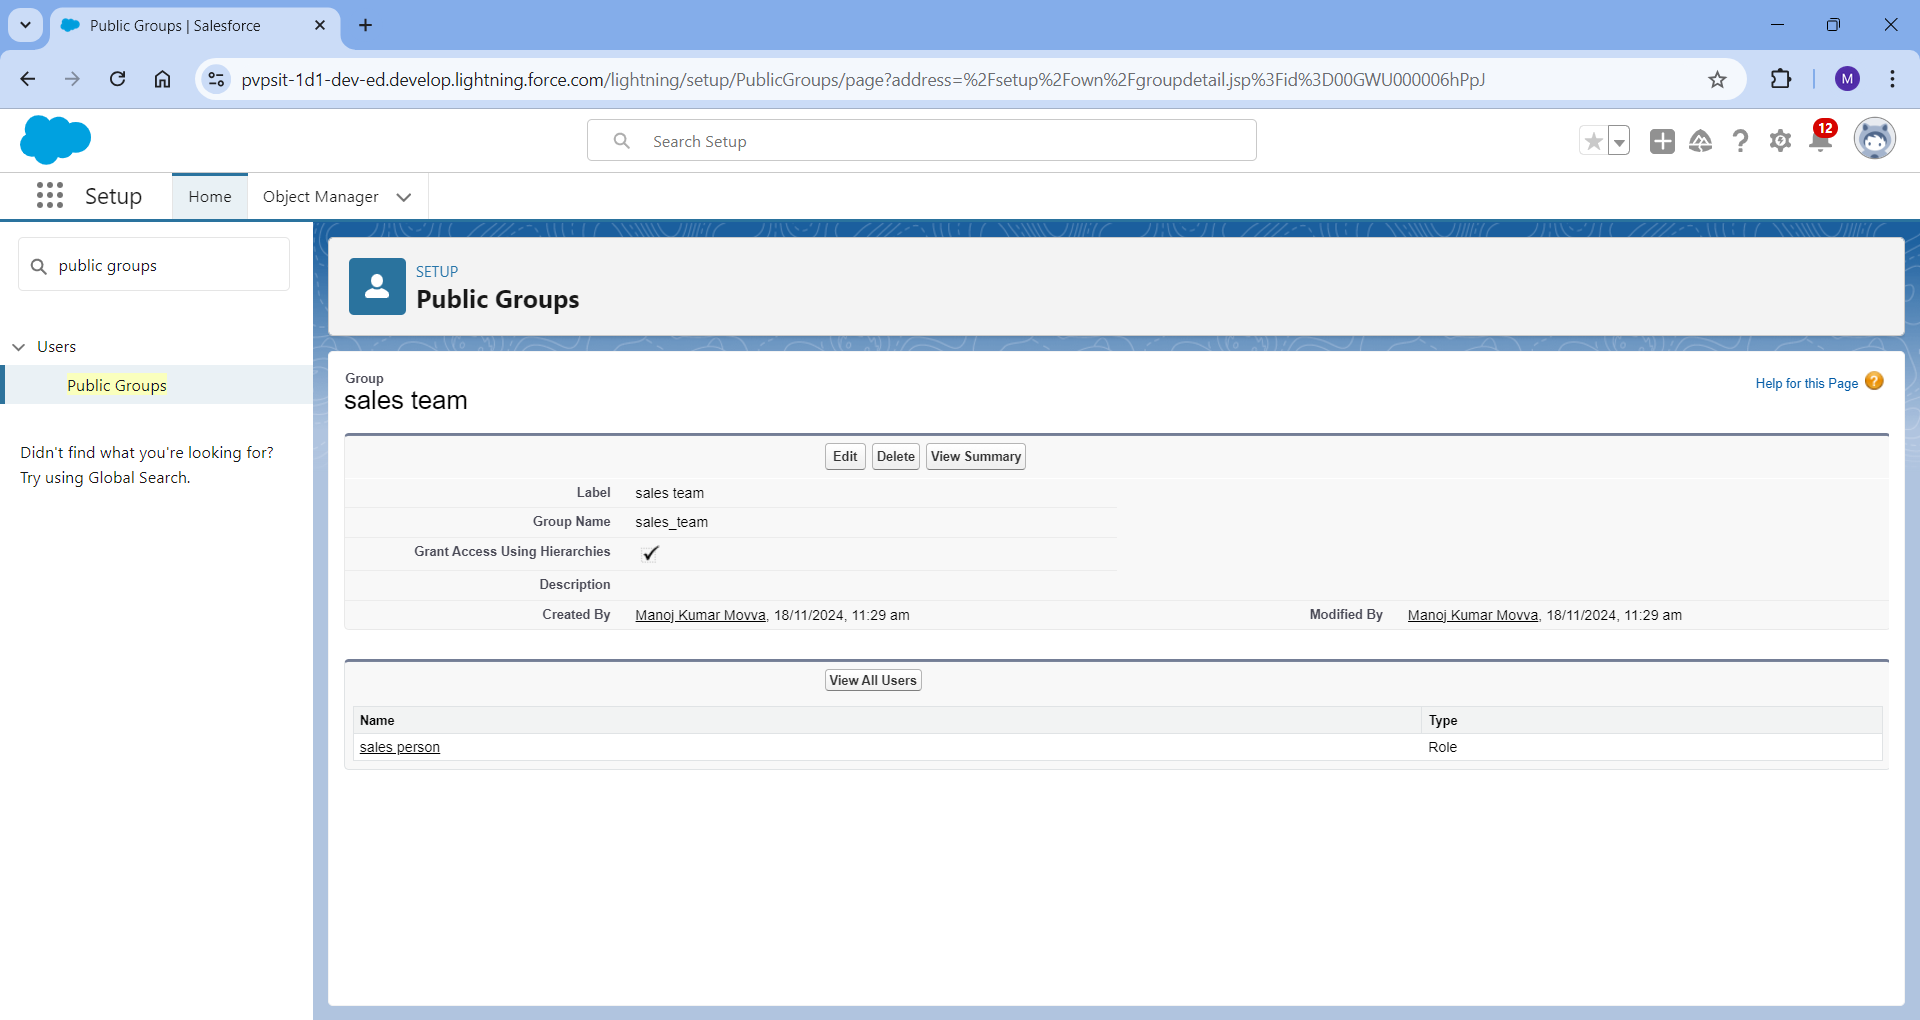 Public Groups | Salesforce
pvpsit-1d1-dev-ed.develop.lightning.force.com/lightning/setup/PublicGroups/page?address=%2Fsetup%2Fown%2Fgroupdetail.jsp%3Fid%3D00GWU000006hPpJ
M
Search Setup
12
Setup
Home
Object Manager
public groups
Users
Public Groups
Didn't find what you're looking for?
Try using Global Search.
SETUP
Public Groups
Group
sales team
Help for this Page ?
Edit Delete View Summary
Label sales team
Group Name sales_team
Grant Access Using Hierarchies
Description
Created By Manoj Kumar Movva, 18/11/2024, 11:29 am Modified By Manoj Kumar Movva, 18/11/2024, 11:29 am
View All Users
Name Type
sales person Role